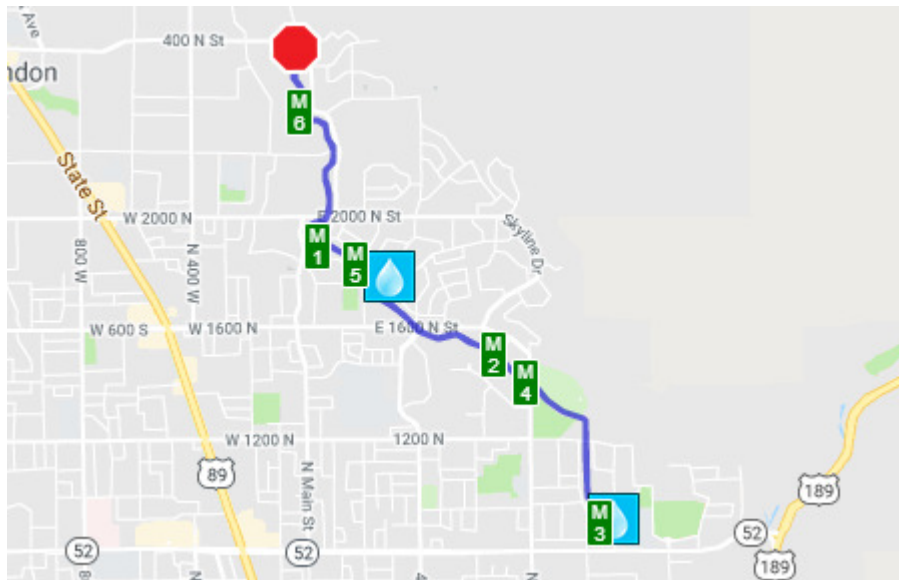 Ave
400 N St
ndon
M
6
State St
W 2000 N
E 2000 N St
Skyline Dr
M
1
M
5
800 W
N 400 W
W 600 S
W 1600 N
E 1600 N St
M
2
M
4
W 1200 N
1200 N
89
N Main St
189
M
3
52
52
52
189
N
N
N